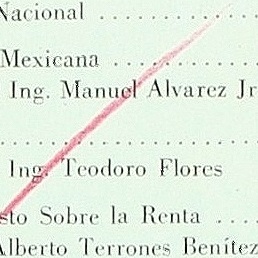 Nacional ..........
Mexicana .........
Ing. Manuel Alvarez Jr
..................
Ing. Teodoro Flores
sto Sobre la Renta ....
Alberto Terrones Benítez